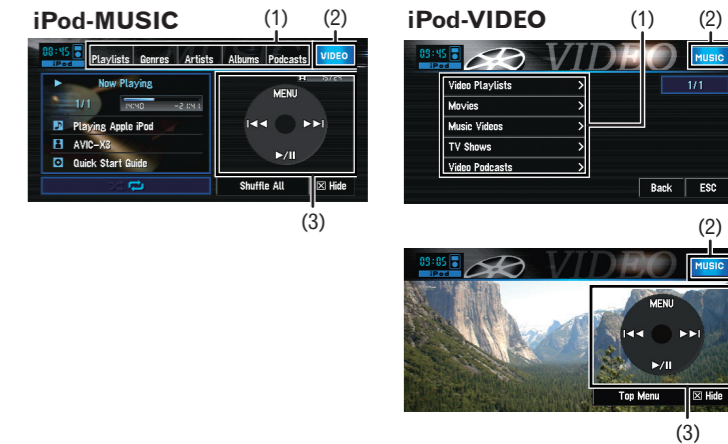 iPod-MUSIC
(1) (2)
08:45
iPod
Playlists Genres Artists Albums Podcasts VIDEO
Now Playing
1/1
MENU
Playing Apple iPod
AVIC-X3
Quick Start Guide
Shuffle All Hide
(3)
iPod-VIDEO
(1) (2)
09:45
iPod
VIDEO
MUSIC
Video Playlists
1/1
Movies
Music Videos
TV Shows
Video Podcasts
Back ESC
(2)
09:05
iPod
VIDEO
MUSIC
MENU
Top Menu Hide
(3)